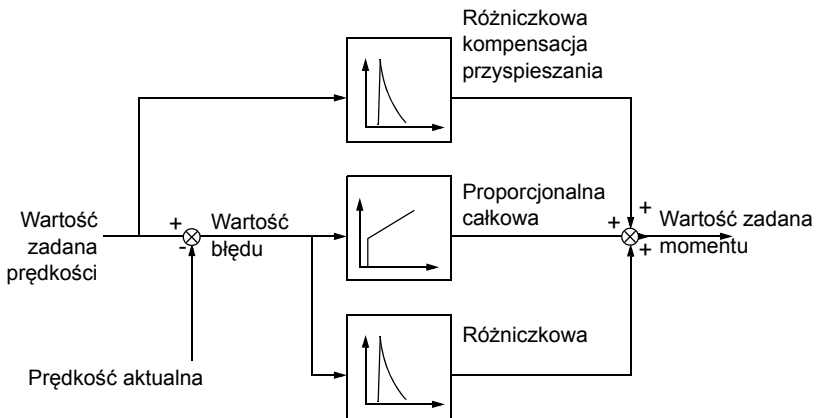 Różniczkowa
kompensacja
przyspieszania
Proporcjonalna
całkowa
Wartość
zadana
prędkości
+
-
Wartość
błędu
+
+
+
Wartość zadana
momentu
Różniczkowa
Prędkość aktualna